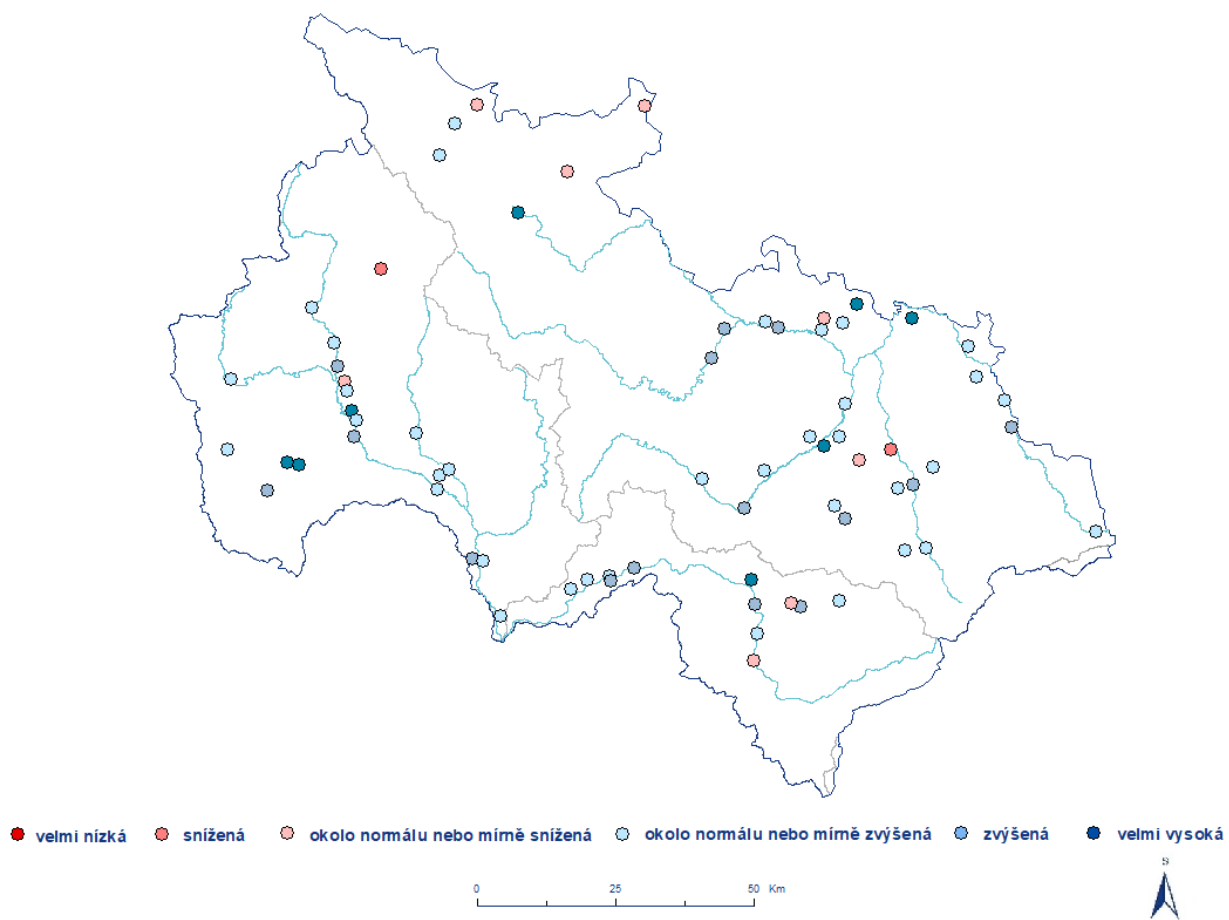 velmi nízká snížená okolo normálu nebo mírně snížená okolo normálu nebo mírně zvýšená zvýšená velmi vysoká
0 25 50 Km
S